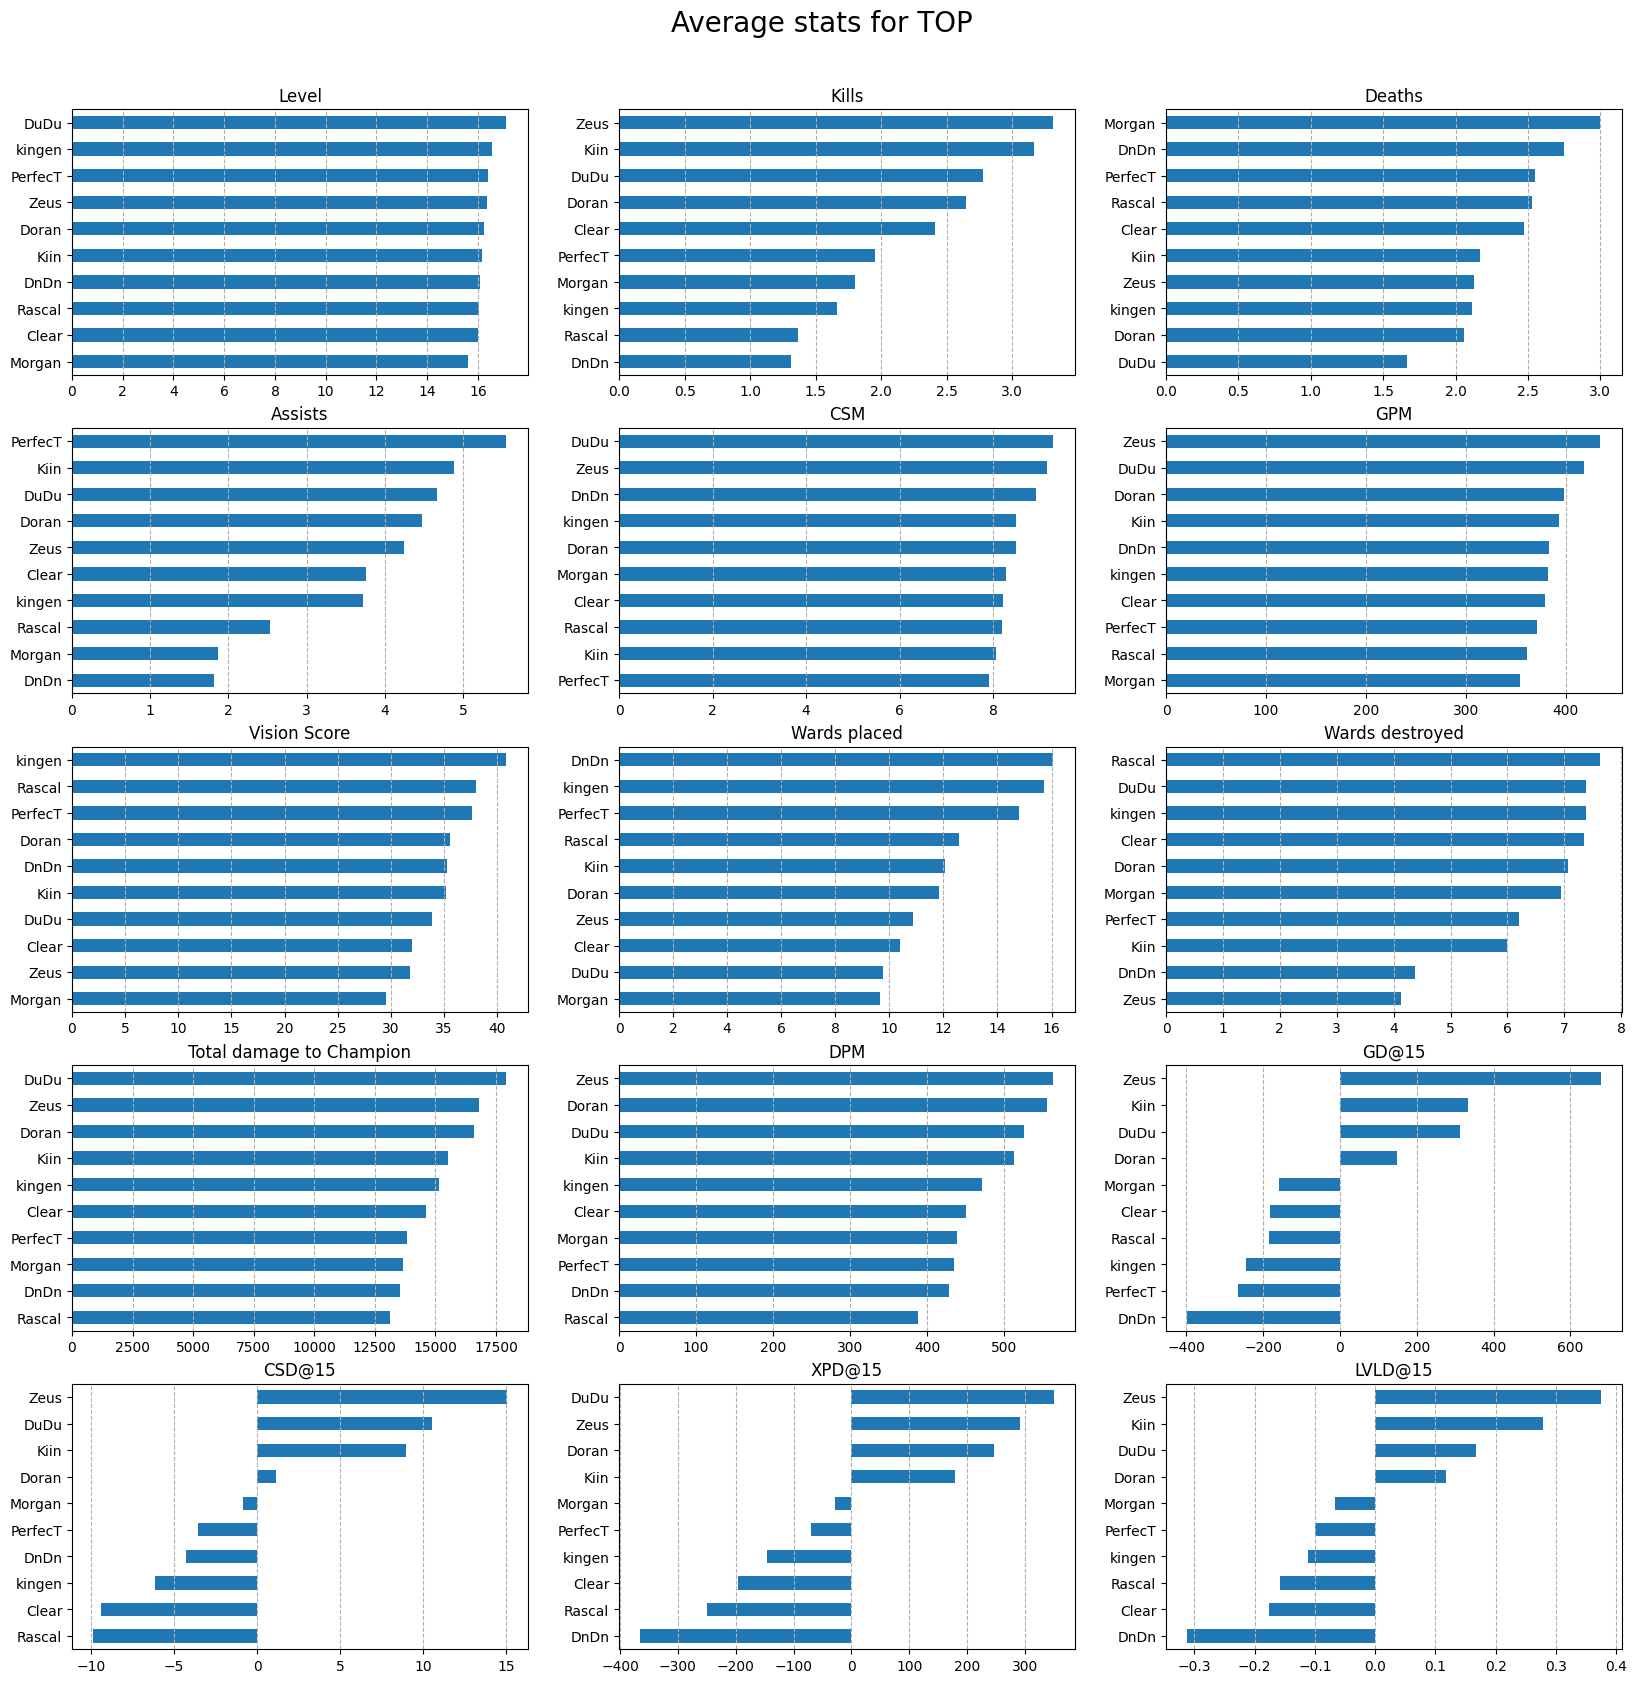 Average stats for TOP
Level
DuDu
kingen
PerfecT
Zeus
Doran
Kiin
DnDn
Rascal
Clear
Morgan
0 2 4 6 8 10 12 14 16
Kills
Zeus
Kiin
DuDu
Doran
Clear
PerfecT
Morgan
kingen
Rascal
DnDn
0.0 0.5 1.0 1.5 2.0 2.5 3.0
Deaths
Morgan
DnDn
PerfecT
Rascal
Clear
Kiin
Zeus
kingen
Doran
DuDu
0.0 0.5 1.0 1.5 2.0 2.5 3.0
Assists
PerfecT
Kiin
DuDu
Doran
Zeus
Clear
kingen
Rascal
Morgan
DnDn
0 1 2 3 4 5
CSM
DuDu
Zeus
DnDn
kingen
Doran
Morgan
Clear
Rascal
Kiin
PerfecT
0 2 4 6 8
GPM
Zeus
DuDu
Doran
Kiin
DnDn
kingen
Clear
PerfecT
Rascal
Morgan
0 100 200 300 400
Vision Score
kingen
Rascal
PerfecT
Doran
DnDn
Kiin
DuDu
Clear
Zeus
Morgan
0 5 10 15 20 25 30 35 40
Wards placed
DnDn
kingen
PerfecT
Rascal
Kiin
Doran
Zeus
Clear
DuDu
Morgan
0 2 4 6 8 10 12 14 16
Wards destroyed
Rascal
DuDu
kingen
Clear
Doran
Morgan
PerfecT
Kiin
DnDn
Zeus
0 1 2 3 4 5 6 7 8
Total damage to Champion
DuDu
Zeus
Doran
Kiin
kingen
Clear
PerfecT
Morgan
DnDn
Rascal
0 2500 5000 7500 10000 12500 15000 17500
DPM
Zeus
Doran
DuDu
Kiin
kingen
Clear
Morgan
PerfecT
DnDn
Rascal
0 100 200 300 400 500
GD@15
Zeus
Kiin
DuDu
Doran
Morgan
Clear
Rascal
kingen
PerfecT
DnDn
−400 −200 0 200 400 600
CSD@15
Zeus
DuDu
Kiin
Doran
Morgan
PerfecT
DnDn
kingen
Clear
Rascal
−10 −5 0 5 10 15
XPD@15
DuDu
Zeus
Doran
Kiin
Morgan
PerfecT
kingen
Clear
Rascal
DnDn
−400 −300 −200 −100 0 100 200 300
LVLD@15
Zeus
Kiin
DuDu
Doran
Morgan
PerfecT
kingen
Rascal
Clear
DnDn
−0.3 −0.2 −0.1 0.0 0.1 0.2 0.3 0.4